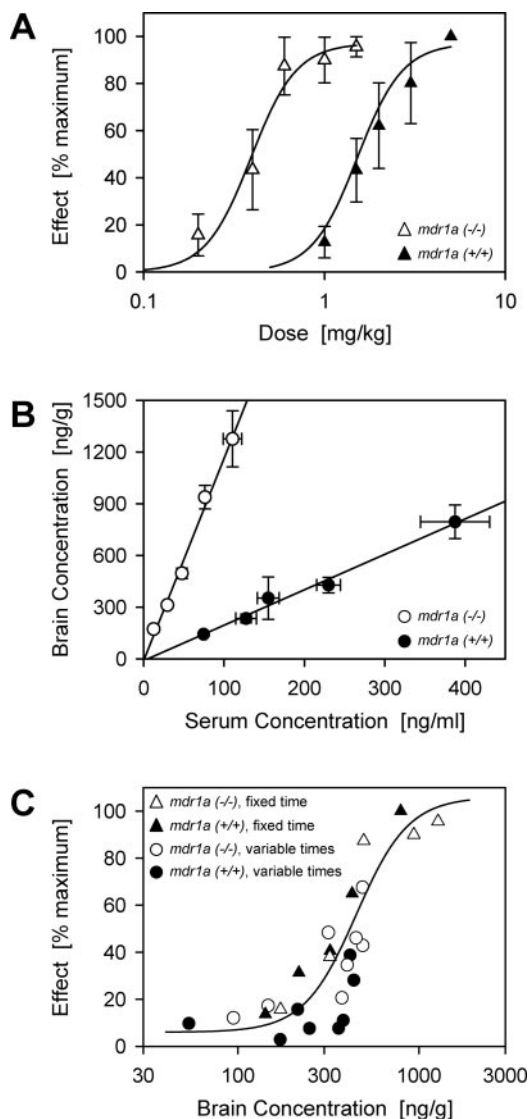 A
Effect [% maximum]
100
80
60
40
20
0
mdr1a (-/-)
mdr1a (+/+)
0.1 1 10
Dose [mg/kg]
B
Brain Concentration [ng/g]
1500
1200
900
600
300
0
mdr1a (-/-)
mdr1a (+/+)
0 100 200 300 400
Serum Concentration [ng/ml]
C
Effect [% maximum]
100
80
60
40
20
0
mdr1a (-/-), fixed time
mdr1a (+/+), fixed time
mdr1a (-/-), variable times
mdr1a (+/+), variable times
30 100 300 1000 3000
Brain Concentration [ng/g]